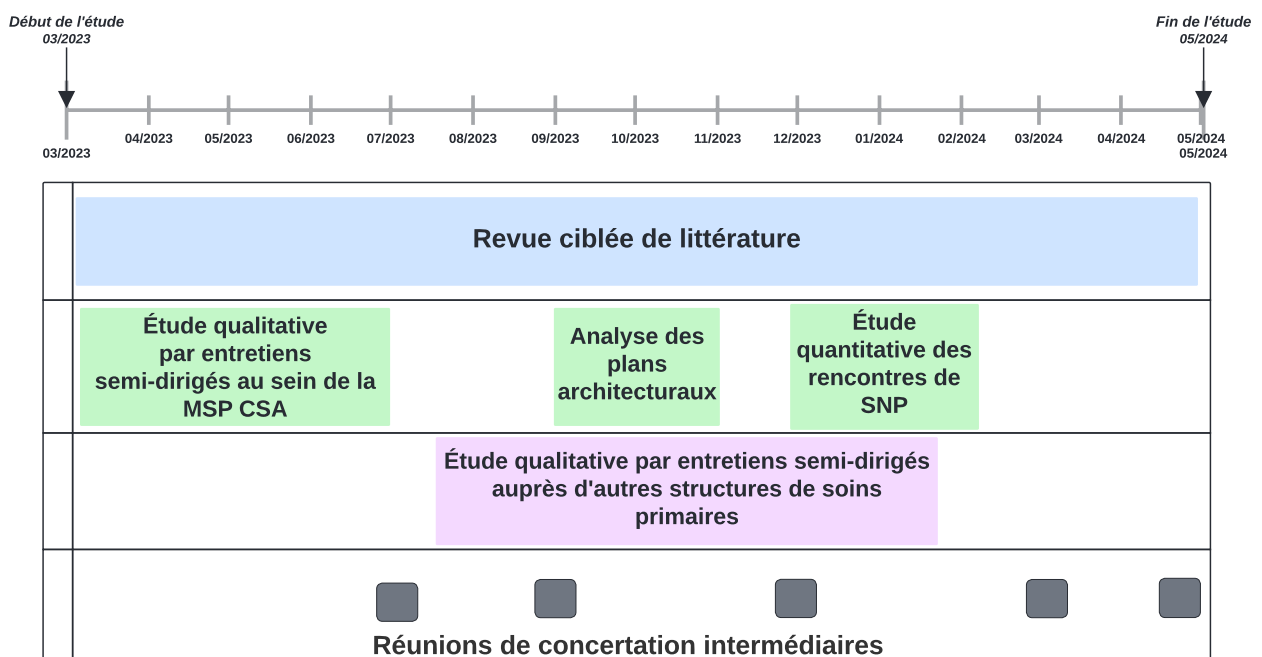 Début de l'étude
03/2023
Fin de l'étude
05/2024
04/2023 05/2023 06/2023 07/2023 08/2023 09/2023 10/2023 11/2023 12/2023 01/2024 02/2024 03/2024 04/2024 05/2024
03/2023 05/2024
Revue ciblée de littérature
Étude qualitative
par entretiens
semi-dirigés au sein de la
MSP CSA
Analyse des
plans
architecturaux
Étude
quantitative des
rencontres de
SNP
Étude qualitative par entretiens semi-dirigés
auprès d'autres structures de soins
primaires
Réunions de concertation intermédiaires